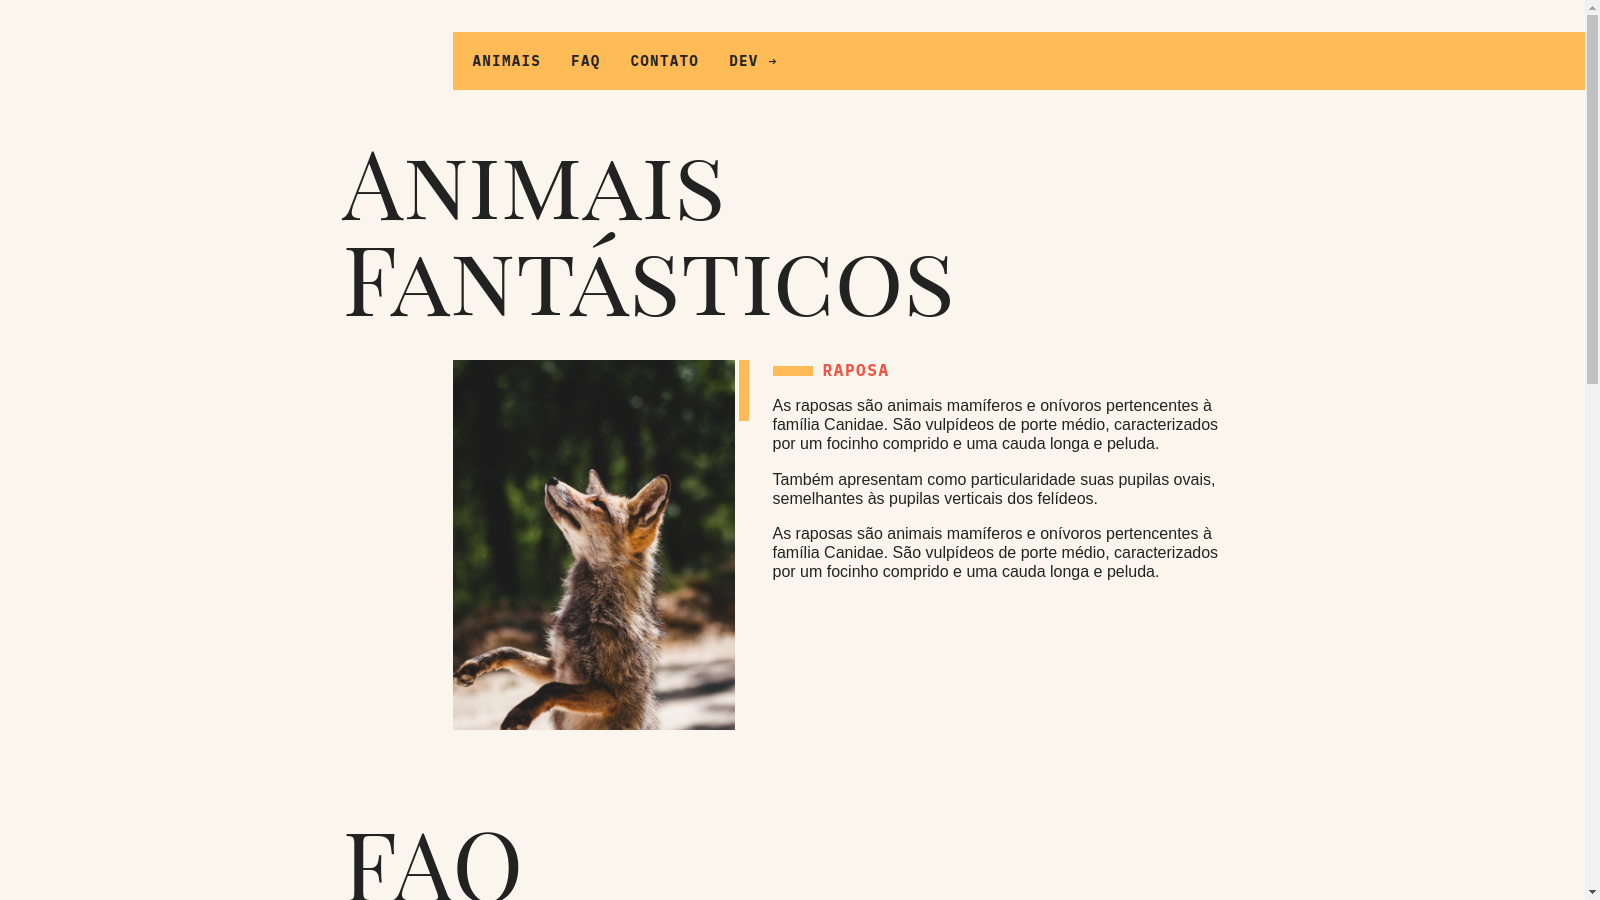 ANIMAIS FAQ CONTATO DEV →
Animais
Fantásticos
RAPOSA
As raposas são animais mamíferos e onívoros pertencentes à
família Canidae. São vulpídeos de porte médio, caracterizados
por um focinho comprido e uma cauda longa e peluda.
Também apresentam como particularidade suas pupilas ovais,
semelhantes às pupilas verticais dos felídeos.
As raposas são animais mamíferos e onívoros pertencentes à
família Canidae. São vulpídeos de porte médio, caracterizados
por um focinho comprido e uma cauda longa e peluda.
FAQ